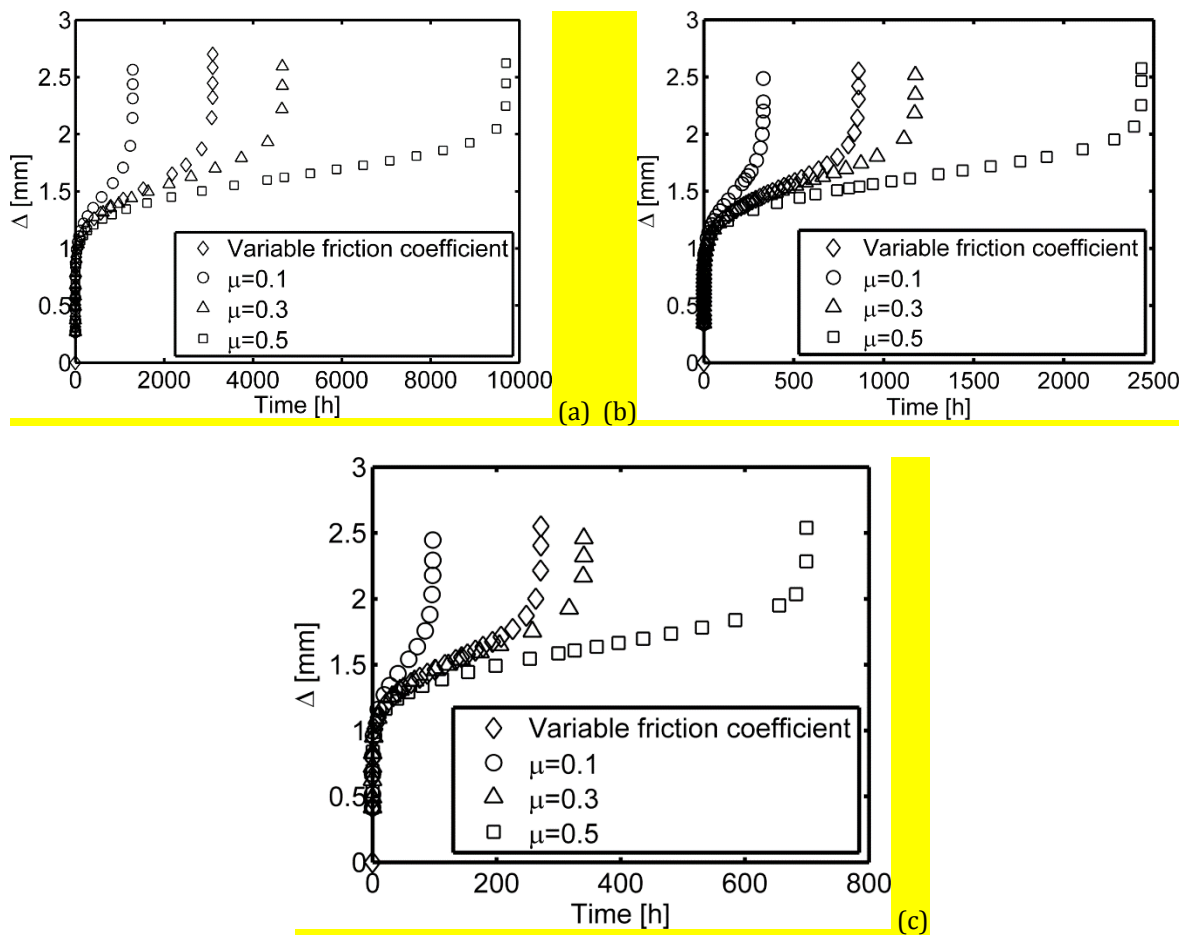 3
2.5
2
1.5
1
0.5
0
Δ [mm]
Variable friction coefficient
μ=0.1
μ=0.3
μ=0.5
0 2000 4000 6000 8000 10000
Time [h]
(a)
3
2.5
2
1.5
1
0.5
0
Δ [mm]
Variable friction coefficient
μ=0.1
μ=0.3
μ=0.5
0 500 1000 1500 2000 2500
Time [h]
(b)
3
2.5
2
1.5
1
0.5
0
Δ [mm]
Variable friction coefficient
μ=0.1
μ=0.3
μ=0.5
0 200 400 600 800
Time [h]
(c)